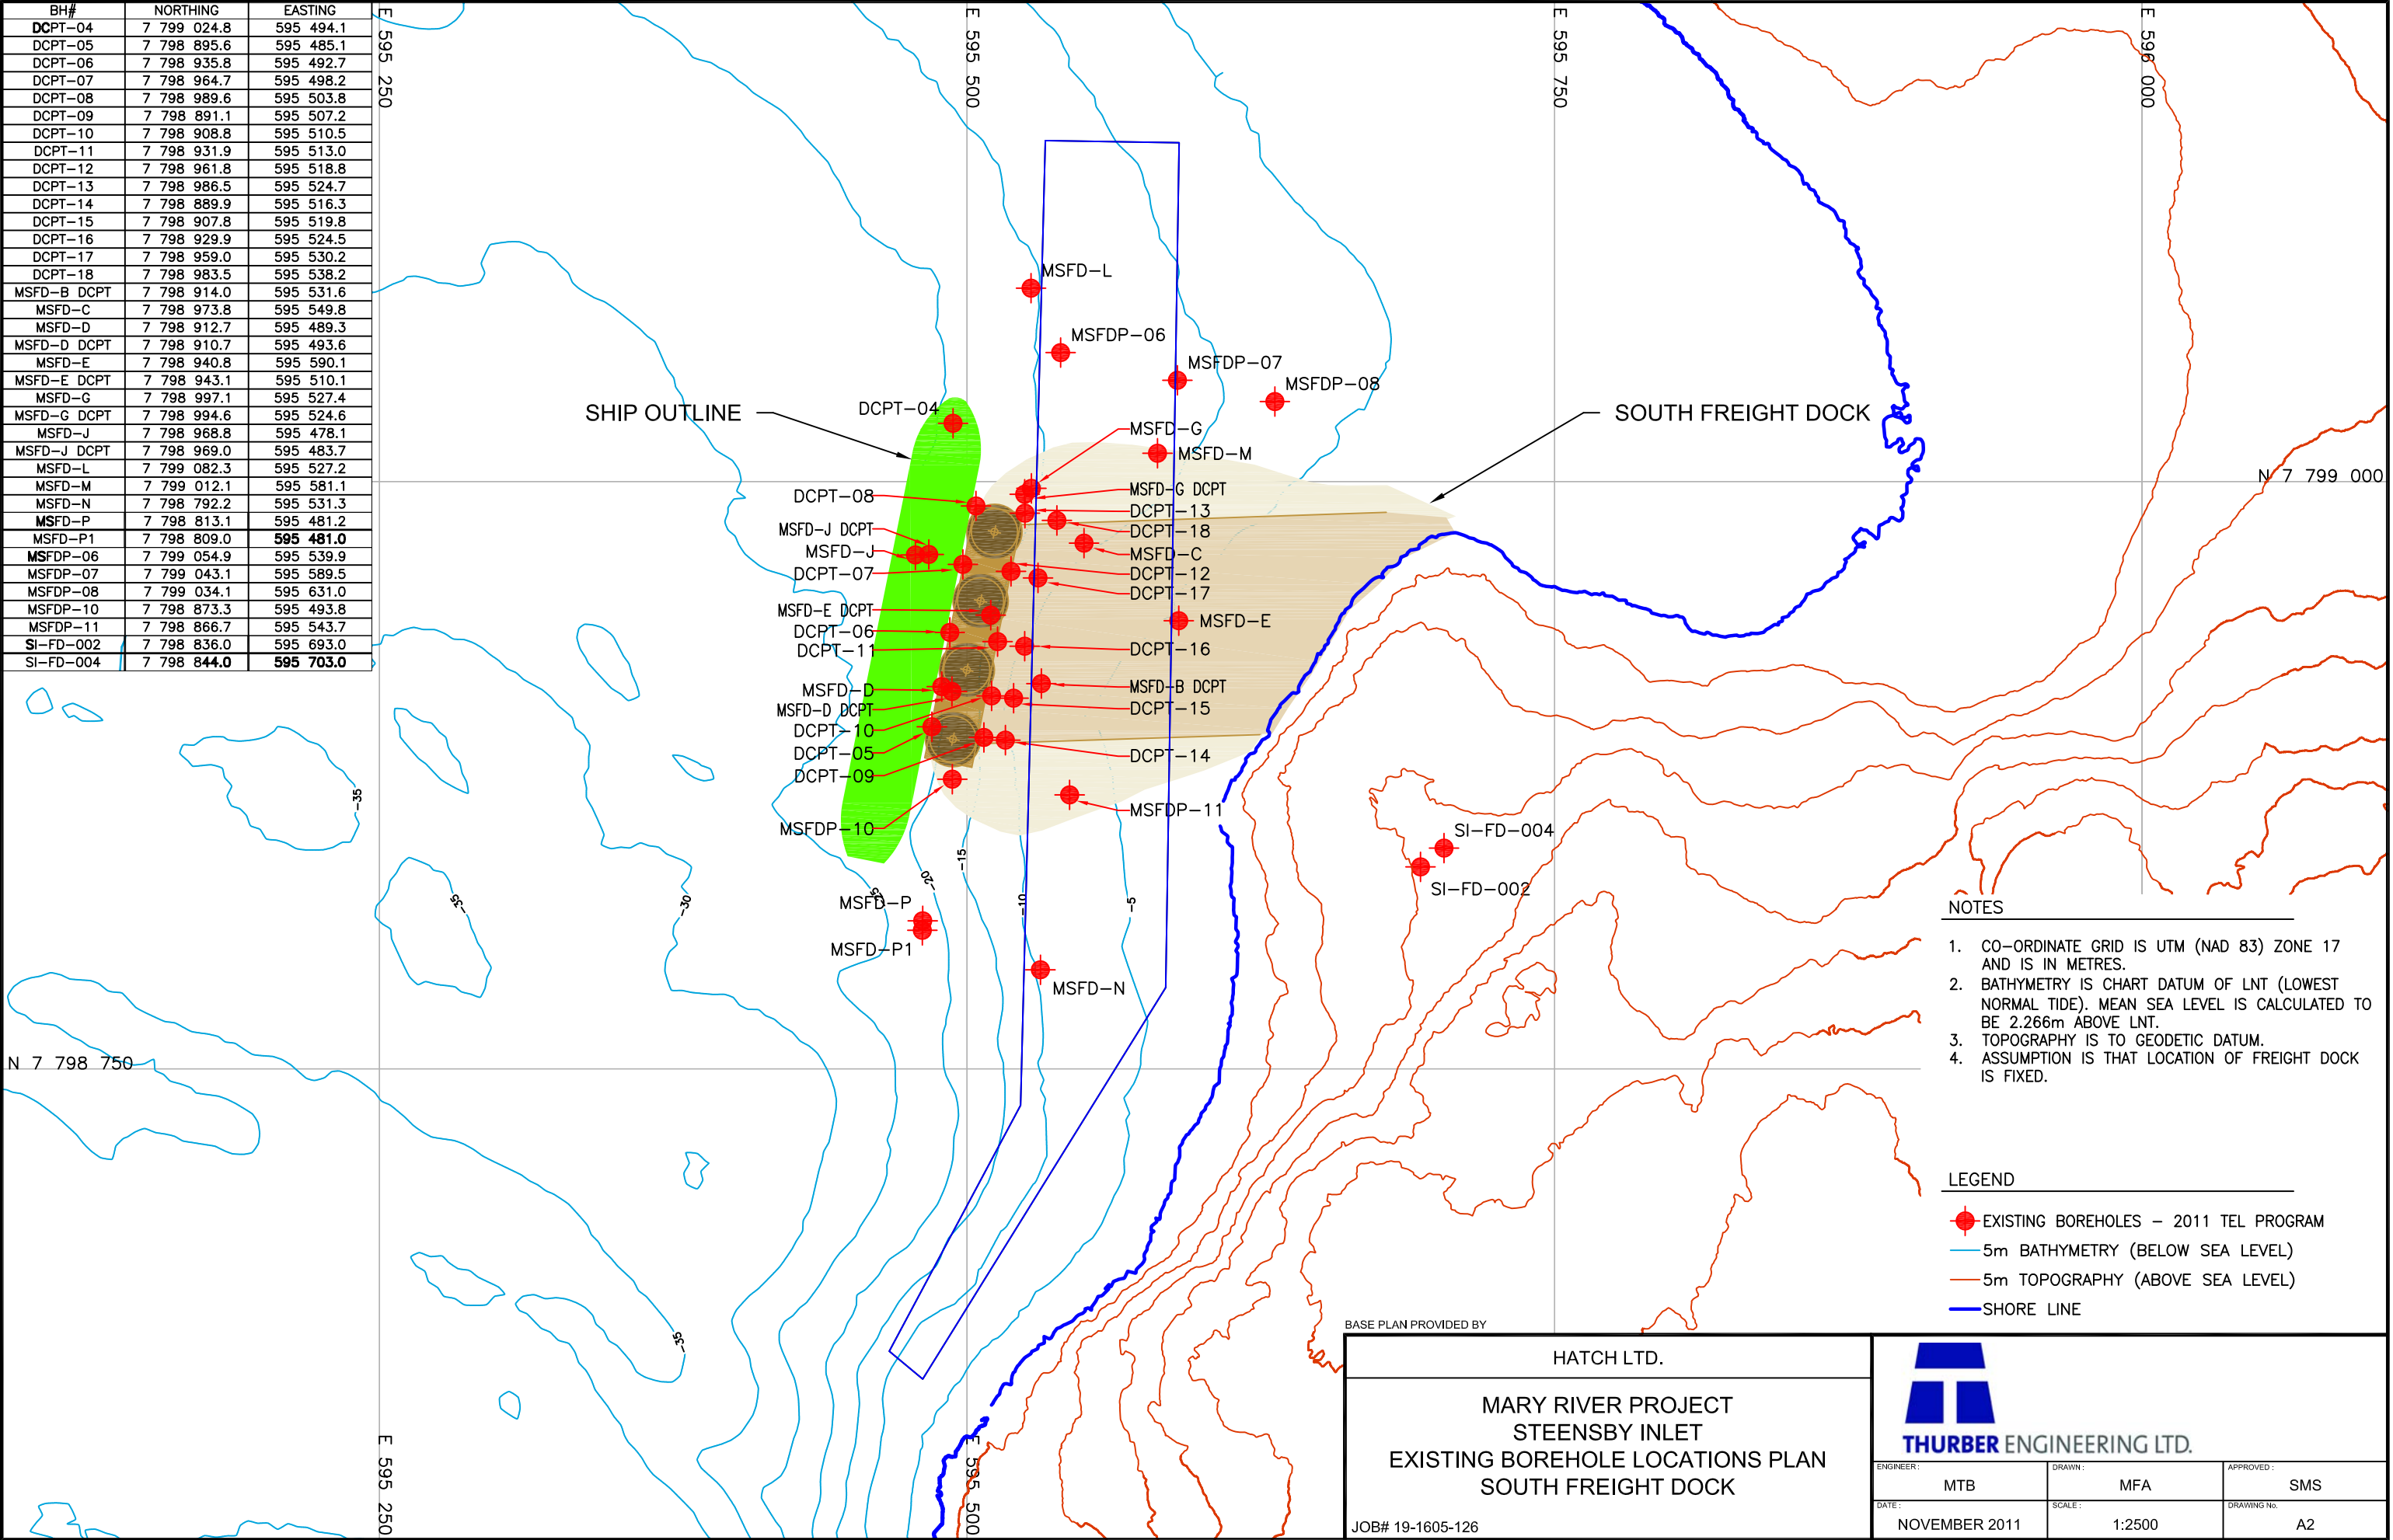 BH# NORTHING EASTING
DCPT-04 7 799 024.8 595 494.1
DCPT-05 7 798 895.6 595 485.1
DCPT-06 7 798 935.8 595 492.7
DCPT-07 7 798 964.7 595 498.2
DCPT-08 7 798 989.6 595 503.8
DCPT-09 7 798 891.1 595 507.2
DCPT-10 7 798 908.8 595 510.5
DCPT-11 7 798 931.9 595 513.0
DCPT-12 7 798 961.8 595 518.8
DCPT-13 7 798 986.5 595 524.7
DCPT-14 7 798 889.9 595 516.3
DCPT-15 7 798 907.8 595 519.8
DCPT-16 7 798 929.9 595 524.5
DCPT-17 7 798 959.0 595 530.2
DCPT-18 7 798 983.5 595 538.2
MSFD-B DCPT 7 798 914.0 595 531.6
MSFD-C 7 798 973.8 595 549.8
MSFD-D 7 798 912.7 595 489.3
MSFD-D DCPT 7 798 910.7 595 493.6
MSFD-E 7 798 940.8 595 590.1
MSFD-E DCPT 7 798 943.1 595 510.1
MSFD-G 7 798 997.1 595 527.4
MSFD-G DCPT 7 798 994.6 595 524.6
MSFD-J 7 798 968.8 595 478.1
MSFD-J DCPT 7 798 969.0 595 483.7
MSFD-L 7 799 082.3 595 527.2
MSFD-M 7 799 012.1 595 581.1
MSFD-N 7 798 792.2 595 531.3
MSFD-P 7 798 813.1 595 481.2
MSFD-P1 7 798 809.0 595 481.0
MSFDP-06 7 799 054.9 595 539.9
MSFDP-07 7 799 043.1 595 589.5
MSFDP-08 7 799 034.1 595 631.0
MSFDP-10 7 798 873.3 595 493.8
MSFDP-11 7 798 866.7 595 543.7
SI-FD-002 7 798 836.0 595 693.0
SI-FD-004 7 798 844.0 595 703.0
E 595 250
E 595 500
E 595 750
E 596 000
MSFD-L
MSFDP-06
MSFDP-07
MSFDP-08
SHIP OUTLINE
DCPT-04
SOUTH FREIGHT DOCK
MSFD-G
MSFD-M
N 7 799 000
DCPT-08
MSFD-G DCPT
DCPT-13
MSFD-J DCPT
DCPT-18
MSFD-J
MSFD-C
DCPT-07
DCPT-12
DCPT-17
MSFD-E DCPT
MSFD-E
DCPT-06
DCPT-11
DCPT-16
MSFD-D
MSFD-B DCPT
MSFD-D DCPT
DCPT-15
DCPT-10
DCPT-05
DCPT-14
DCPT-09
MSFDP-10
MSFDP-11
-35
SI-FD-004
SI-FD-002
-35
-30
-25
-20
-15
-10
-5
MSFD-P
MSFD-P1
MSFD-N
N 7 798 750
-35
E 595 250
E 595 500
NOTES
1. CO-ORDINATE GRID IS UTM (NAD 83) ZONE 17
AND IS IN METRES.
2. BATHYMETRY IS CHART DATUM OF LNT (LOWEST
NORMAL TIDE). MEAN SEA LEVEL IS CALCULATED TO
BE 2.266m ABOVE LNT.
3. TOPOGRAPHY IS TO GEODETIC DATUM.
4. ASSUMPTION IS THAT LOCATION OF FREIGHT DOCK
IS FIXED.
LEGEND
EXISTING BOREHOLES - 2011 TEL PROGRAM
5m BATHYMETRY (BELOW SEA LEVEL)
5m TOPOGRAPHY (ABOVE SEA LEVEL)
SHORE LINE
BASE PLAN PROVIDED BY
HATCH LTD.
MARY RIVER PROJECT
STEENSBY INLET
EXISTING BOREHOLE LOCATIONS PLAN
SOUTH FREIGHT DOCK
JOB# 19-1605-126
THURBER ENGINEERING LTD.
ENGINEER: MTB
DRAWN: MFA
APPROVED: SMS
DATE: NOVEMBER 2011
SCALE: 1:2500
DRAWING No. A2